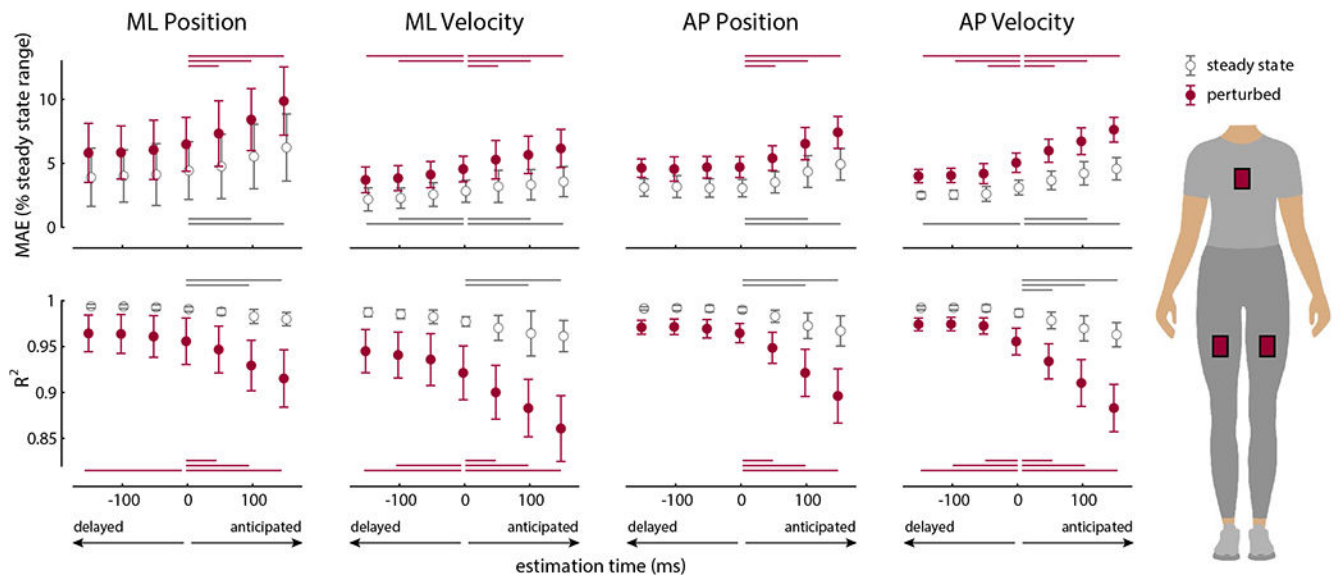 ML Position ML Velocity AP Position AP Velocity
steady state
perturbed
MAE (% steady state range)
10
5
0
-100 0 100 -100 0 100 -100 0 100 -100 0 100
R²
1
0.95
0.9
0.85
delayed anticipated delayed anticipated delayed anticipated delayed anticipated
estimation time (ms)